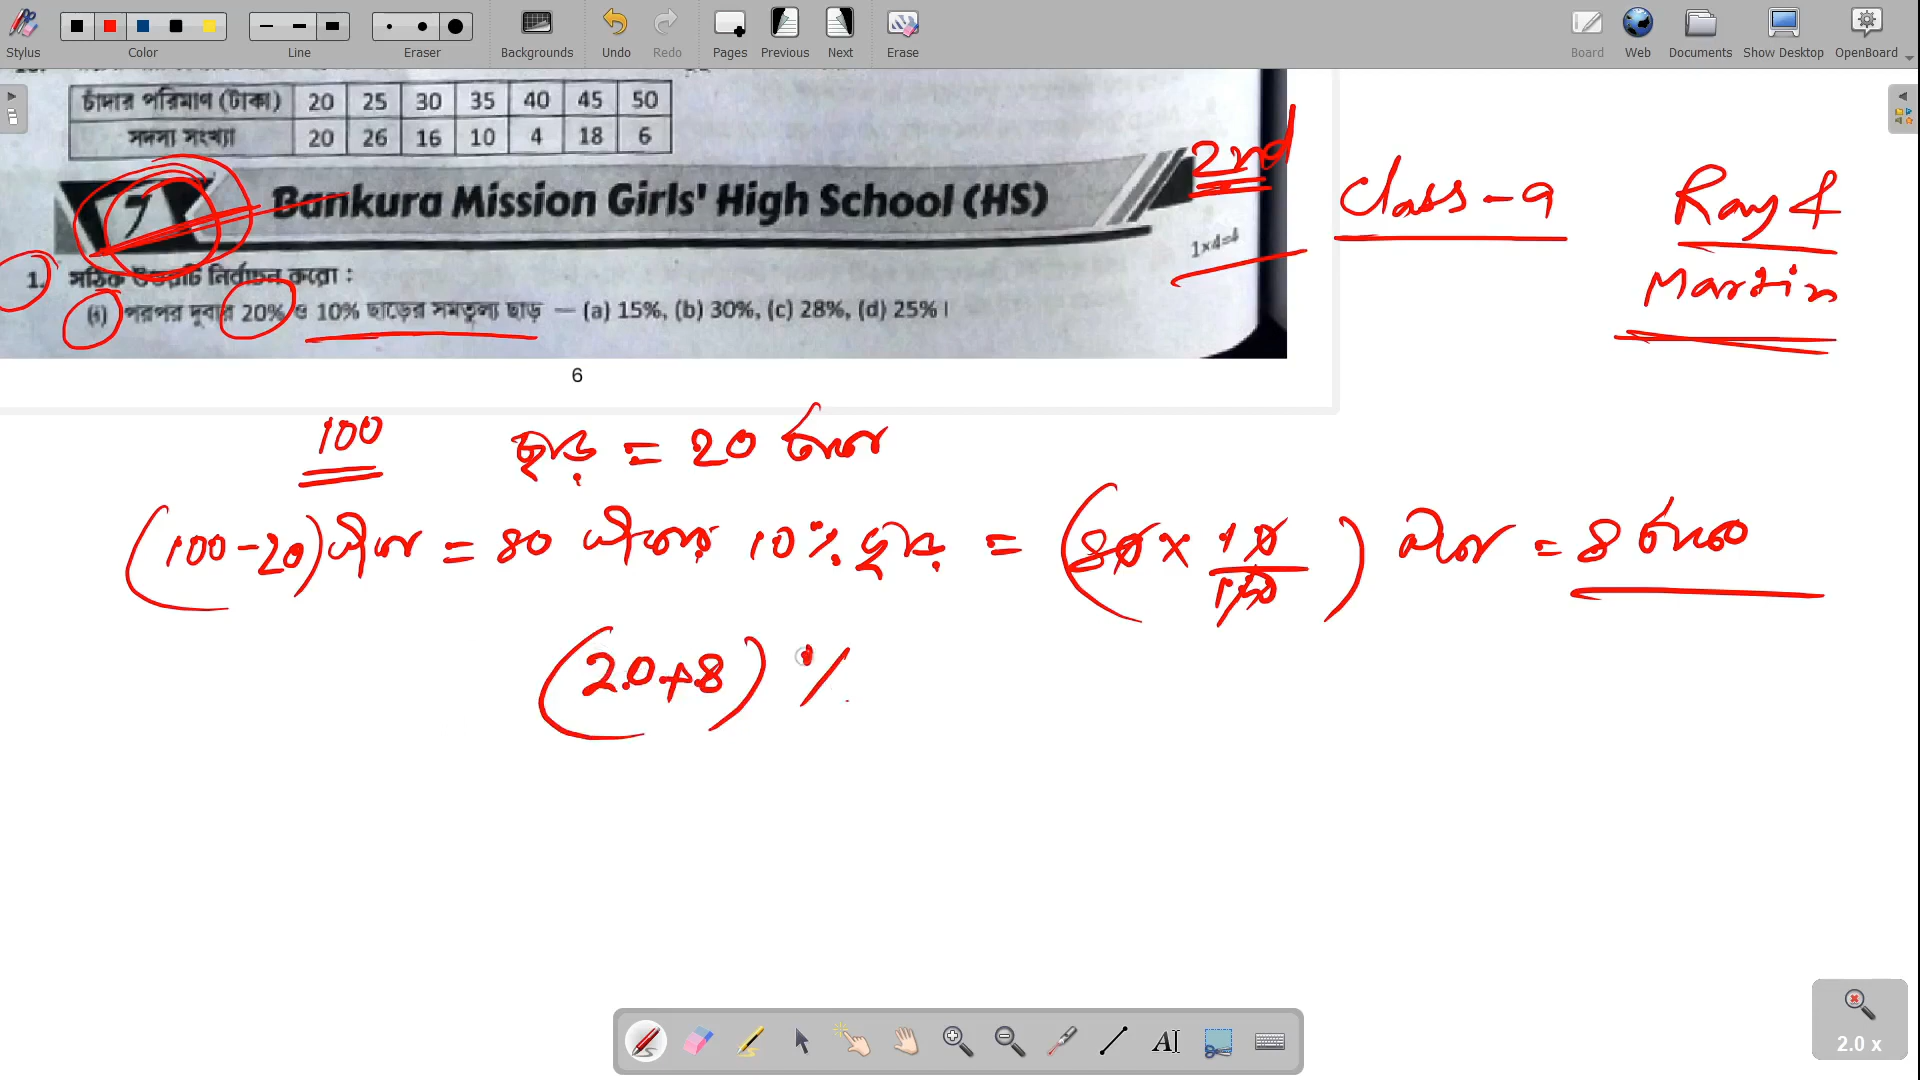 Stylus
Color
Line
Eraser
Backgrounds
Undo
Redo
Pages
Previous
Next
Erase
Board
Web
Documents
Show Desktop
OpenBoard
চাঁদার পরিমাণ (টাকা) 20 25 30 35 40 45 50
সদস্য সংখ্যা 20 26 16 10 4 18 6
7 Bankura Mission Girls' High School (HS)
2nd
Class-9
Ray &
Martin
1. সঠিক উত্তরটি নির্বাচন করো : 1×4=4
(i) পরপর দুবার 20% ও 10% ছাড়ের সমতুল্য ছাড় — (a) 15%, (b) 30%, (c) 28%, (d) 25%।
6
100 ছাড় = 20 টাকা
(100-20) টাকা = 80 টাকার 10% ছাড় = (80 × 10/100) টাকা = 8 টাকা
(20+8) %
2.0 x